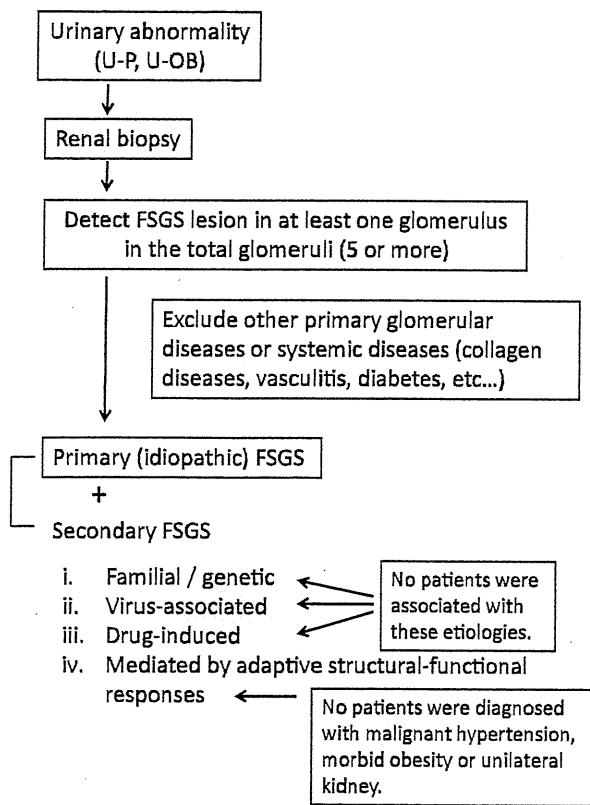 Urinary abnormality
(U-P, U-OB)
Renal biopsy
Detect FSGS lesion in at least one glomerulus
in the total glomeruli (5 or more)
Exclude other primary glomerular
diseases or systemic diseases (collagen
diseases, vasculitis, diabetes, etc...)
Primary (idiopathic) FSGS
+
Secondary FSGS
i. Familial / genetic
ii. Virus-associated
iii. Drug-induced
No patients were
associated with
these etiologies.
iv. Mediated by adaptive structural-functional
responses
No patients were diagnosed
with malignant hypertension,
morbid obesity or unilateral
kidney.